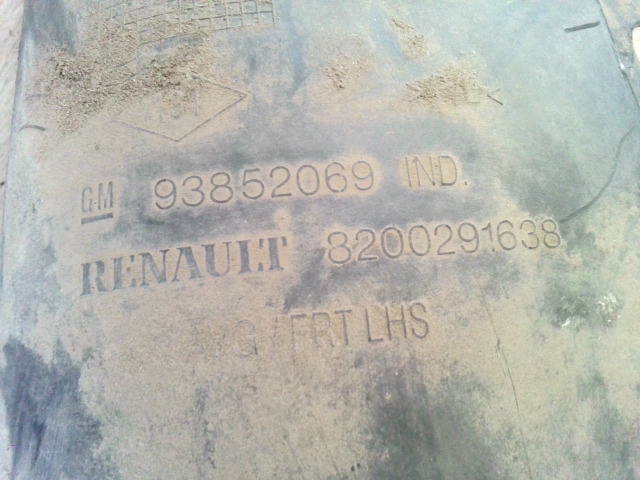 GM 93852069 IND.
RENAULT 8200291638
G / FRT LHS